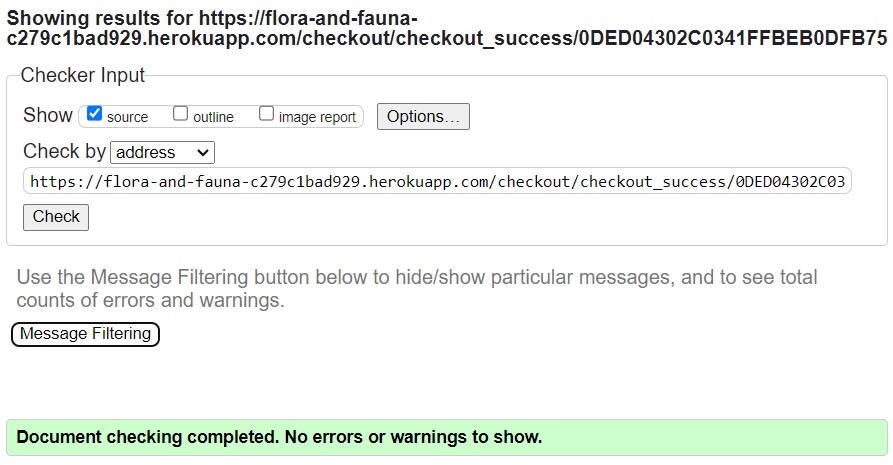 Showing results for https://flora-and-fauna-
c279c1bad929.herokuapp.com/checkout/checkout_success/0DED04302C0341FFBEB0DFB75
Checker Input
Show source outline image report Options...
Check by address
https://flora-and-fauna-c279c1bad929.herokuapp.com/checkout/checkout_success/0DED04302C03
Check
Use the Message Filtering button below to hide/show particular messages, and to see total
counts of errors and warnings.
Message Filtering
Document checking completed. No errors or warnings to show.